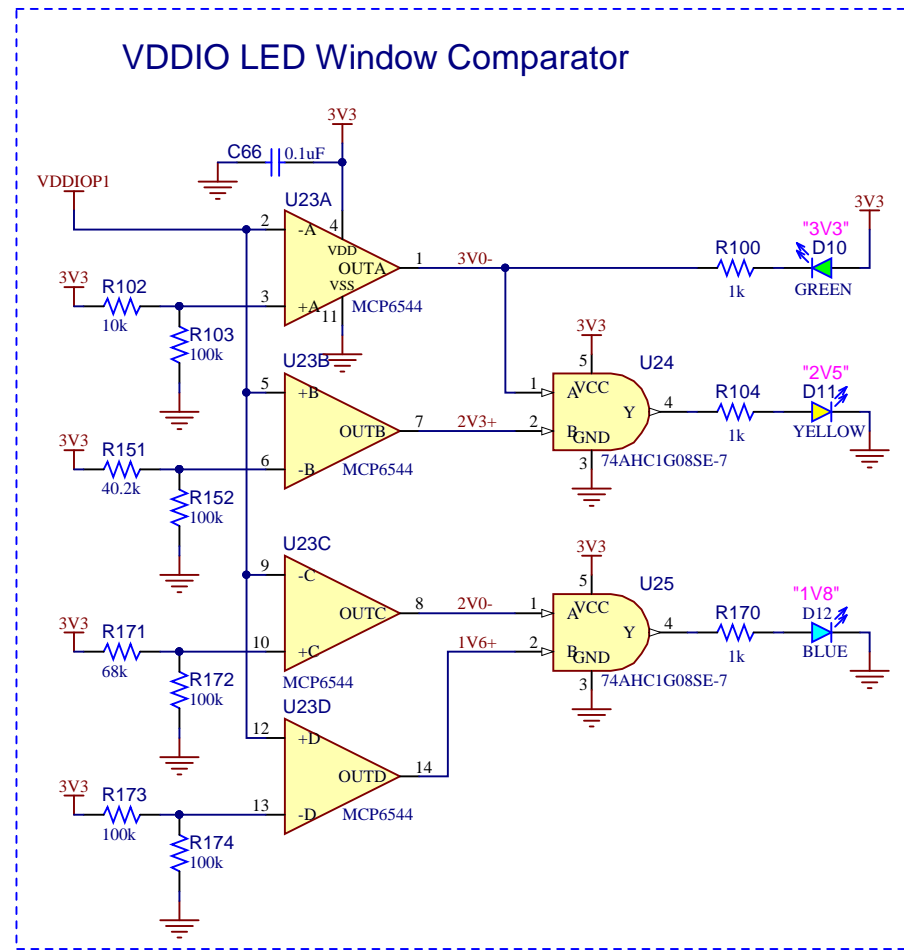 VDDIO LED Window Comparator
3V3
C66
0.1uF
VDDIOP1
U23A
2
-A
4
VDD
OUTA
VSS
1
3V0-
3
+A
11
MCP6544
3V3
R102
10k
R103
100k
R100
1k
"3V3"
D10
GREEN
3V3
U23B
5
+B
OUTB
7
2V3+
6
-B
MCP6544
3V3
R151
40.2k
R152
100k
3V3
U24
5
1
A
VCC
Y
4
2
B
GND
3
74AHC1G08SE-7
R104
1k
"2V5"
D11
YELLOW
U23C
9
-C
OUTC
8
2V0-
10
+C
MCP6544
3V3
R171
68k
R172
100k
3V3
U25
5
1
A
VCC
Y
4
2
B
GND
3
74AHC1G08SE-7
R170
1k
"1V8"
D12
BLUE
1V6+
U23D
12
+D
OUTD
14
13
-D
MCP6544
3V3
R173
100k
R174
100k